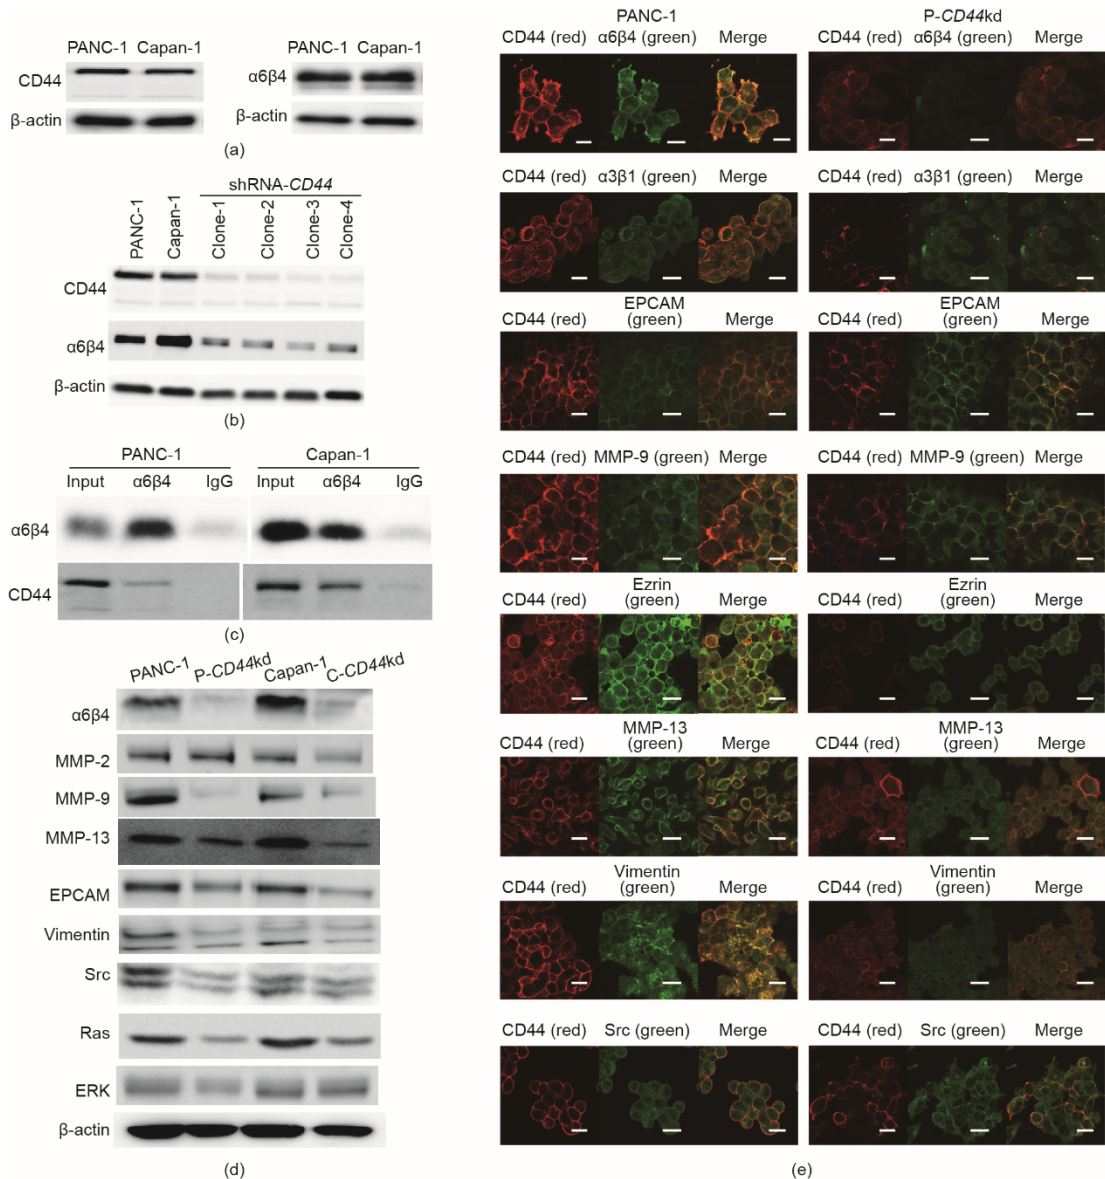 PANC-1 Capan-1
CD44
β-actin
PANC-1 Capan-1
α6β4
β-actin
(a)
shRNA-CD44
PANC-1
Capan-1
Clone-1
Clone-2
Clone-3
Clone-4
CD44
α6β4
β-actin
(b)
PANC-1 Capan-1
Input α6β4 IgG Input α6β4 IgG
α6β4
CD44
(c)
PANC-1 P-CD44kd Capan-1 C-CD44kd
α6β4
MMP-2
MMP-9
MMP-13
EPCAM
Vimentin
Src
Ras
ERK
β-actin
(d)
PANC-1 P-CD44kd
CD44 (red) α6β4 (green) Merge CD44 (red) α6β4 (green) Merge
CD44 (red) α3β1 (green) Merge CD44 (red) α3β1 (green) Merge
EPCAM EPCAM
CD44 (red) (green) Merge CD44 (red) (green) Merge
CD44 (red) MMP-9 (green) Merge CD44 (red) MMP-9 (green) Merge
Ezrin Ezrin
CD44 (red) (green) Merge CD44 (red) (green) Merge
MMP-13 MMP-13
CD44 (red) (green) Merge CD44 (red) (green) Merge
Vimentin Vimentin
CD44 (red) (green) Merge CD44 (red) (green) Merge
CD44 (red) Src (green) Merge CD44 (red) Src (green) Merge
(e)